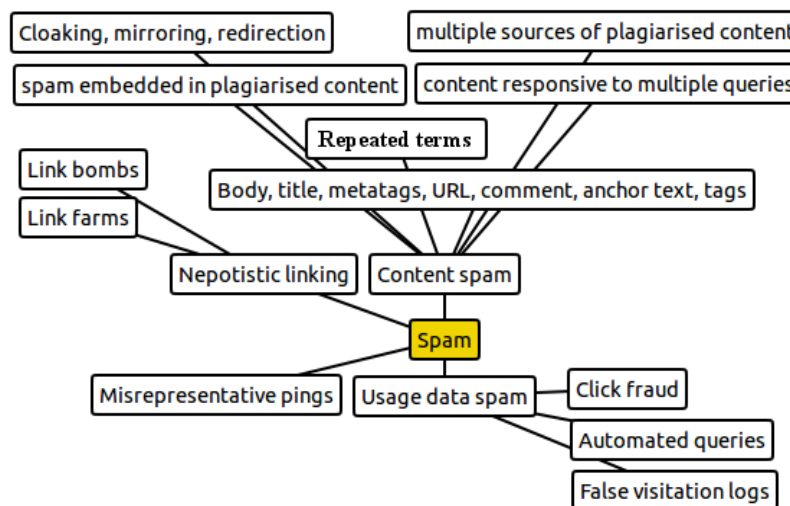 Cloaking, mirroring, redirection
multiple sources of plagiarised content
spam embedded in plagiarised content
content responsive to multiple queries
Repeated terms
Link bombs
Body, title, metatags, URL, comment, anchor text, tags
Link farms
Nepotistic linking
Content spam
Spam
Misrepresentative pings
Usage data spam
Click fraud
Automated queries
False visitation logs